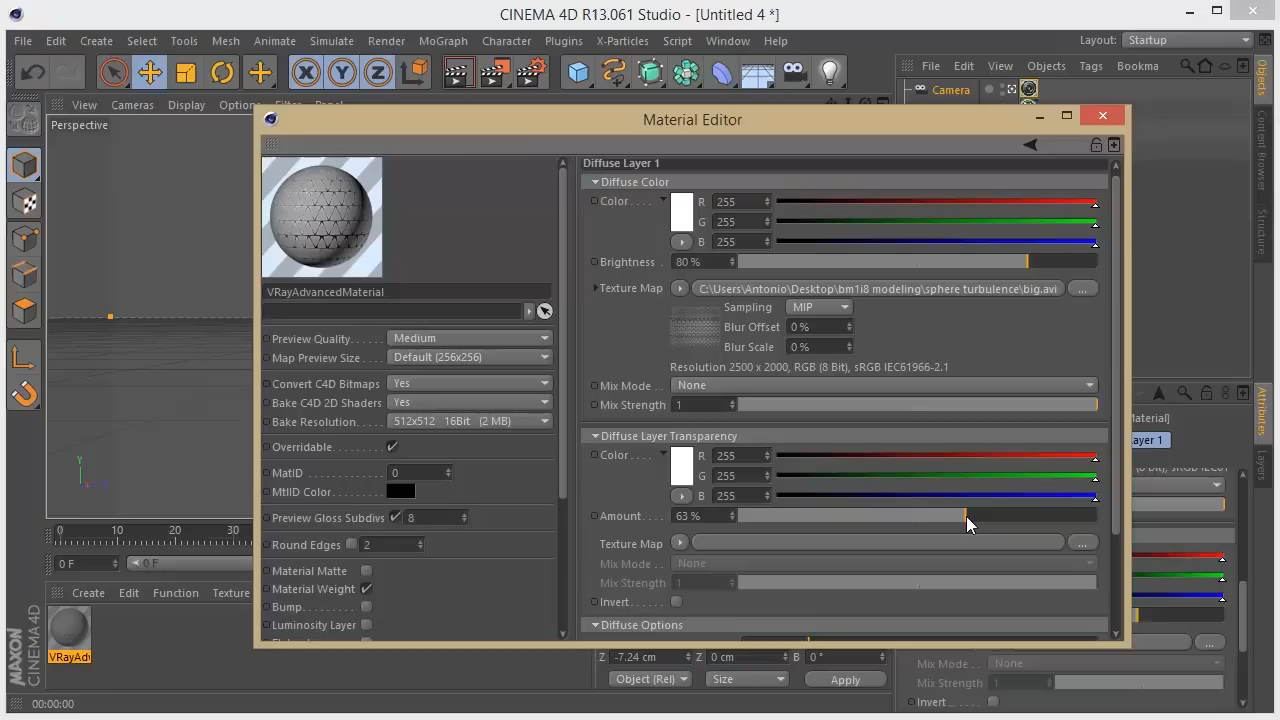 CINEMA 4D R13.061 Studio - [Untitled 4 *]
File Edit Create Select Tools Mesh Animate Simulate Render MoGraph Character Plugins X-Particles Script Window Help
Layout: Startup
File Edit View Objects Tags Bookma
View Cameras Display Options
Camera
Perspective
Material Editor
Objects
Content Browser
Structure
Attributes
Layers
VRayAdvancedMaterial
Preview Quality Medium
Map Preview Size Default (256x256)
Convert C4D Bitmaps Yes
Bake C4D 2D Shaders Yes
Bake Resolution 512x512 16Bit (2 MB)
Overridable
MatID 0
MtlID Color
Preview Gloss Subdivs 8
Round Edges 2
Material Matte
Material Weight
Bump
Luminosity Layer
Diffuse Layer 1
Diffuse Color
Color R 255
G 255
B 255
Brightness 80 %
Texture Map C:\Users\Antonio\Desktop\bm1i8 modeling\sphere turbulence\big.avi ...
Sampling MIP
Blur Offset 0 %
Blur Scale 0 %
Resolution 2500 x 2000, RGB (8 Bit), sRGB IEC61966-2.1
Mix Mode None
Mix Strength 1
Diffuse Layer Transparency
Color R 255
G 255
B 255
Amount 63 %
Texture Map ...
Mix Mode None
Mix Strength 1
Invert
Diffuse Options
Material]
ayer 1
...
Mix Mode None
Mix Strength 1
Invert
Y
0 10
0 F 0 F
Create Edit Function Texture
VRayAdv
Z -7.24 cm Z 0 cm B 0 °
Object (Rel) Size Apply
MAXON
CINEMA 4D
00:00:00